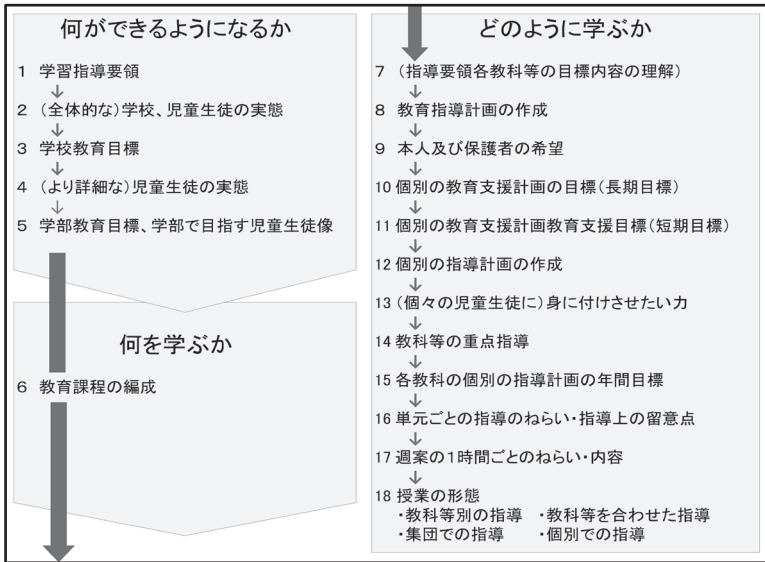 何ができるようになるか
1 学習指導要領
↓
2 (全体的な)学校、児童生徒の実態
↓
3 学校教育目標
↓
4 (より詳細な)児童生徒の実態
↓
5 学部教育目標、学部で目指す児童生徒像
何を学ぶか
6 教育課程の編成
どのように学ぶか
7 (指導要領各教科等の目標内容の理解)
↓
8 教育指導計画の作成
↓
9 本人及び保護者の希望
↓
10 個別の教育支援計画の目標(長期目標)
↓
11 個別の教育支援計画教育支援目標(短期目標)
↓
12 個別の指導計画の作成
↓
13 (個々の児童生徒に)身に付けさせたい力
↓
14 教科等の重点指導
↓
15 各教科の個別の指導計画の年間目標
↓
16 単元ごとの指導のねらい・指導上の留意点
↓
17 週案の1時間ごとのねらい・内容
↓
18 授業の形態
・教科等別の指導 ・教科等を合わせた指導
・集団での指導 ・個別での指導